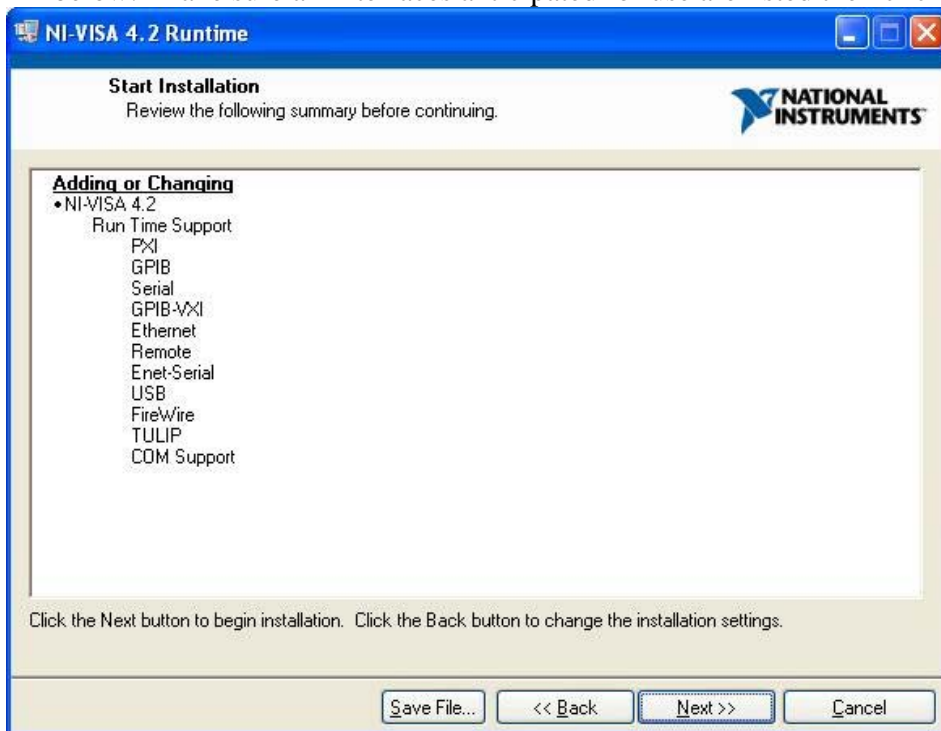 NI-VISA 4.2 Runtime
Start Installation
Review the following summary before continuing.
NATIONAL
INSTRUMENTS
Adding or Changing
•NI-VISA 4.2
Run Time Support
PXI
GPIB
Serial
GPIB-VXI
Ethernet
Remote
Enet-Serial
USB
FireWire
TULIP
COM Support
Click the Next button to begin installation. Click the Back button to change the installation settings.
Save File...
<< Back
Next >>
Cancel